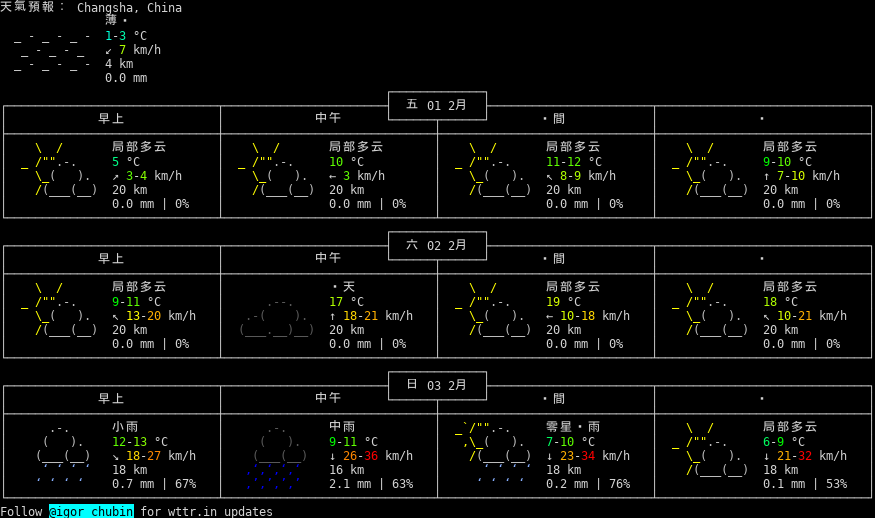 天氣預報： Changsha, China
薄・
1-3 °C
↙ 7 km/h
4 km
0.0 mm
五 01 2月
早上 中午 ・間 ・
局部多云 局部多云 局部多云 局部多云
5 °C 10 °C 11-12 °C 9-10 °C
↗ 3-4 km/h ← 3 km/h ↖ 8-9 km/h ↑ 7-10 km/h
20 km 20 km 20 km 20 km
0.0 mm | 0% 0.0 mm | 0% 0.0 mm | 0% 0.0 mm | 0%
六 02 2月
早上 中午 ・間 ・
局部多云 ・天 局部多云 局部多云
9-11 °C 17 °C 19 °C 18 °C
↖ 13-20 km/h ↑ 18-21 km/h ← 10-18 km/h ↖ 10-21 km/h
20 km 20 km 20 km 20 km
0.0 mm | 0% 0.0 mm | 0% 0.0 mm | 0% 0.0 mm | 0%
日 03 2月
早上 中午 ・間 ・
小雨 中雨 零星・雨 局部多云
12-13 °C 9-11 °C 7-10 °C 6-9 °C
↘ 18-27 km/h ↓ 26-36 km/h ↓ 23-34 km/h ↓ 21-32 km/h
18 km 16 km 18 km 18 km
0.7 mm | 67% 2.1 mm | 63% 0.2 mm | 76% 0.1 mm | 53%
Follow @igor_chubin for wttr.in updates